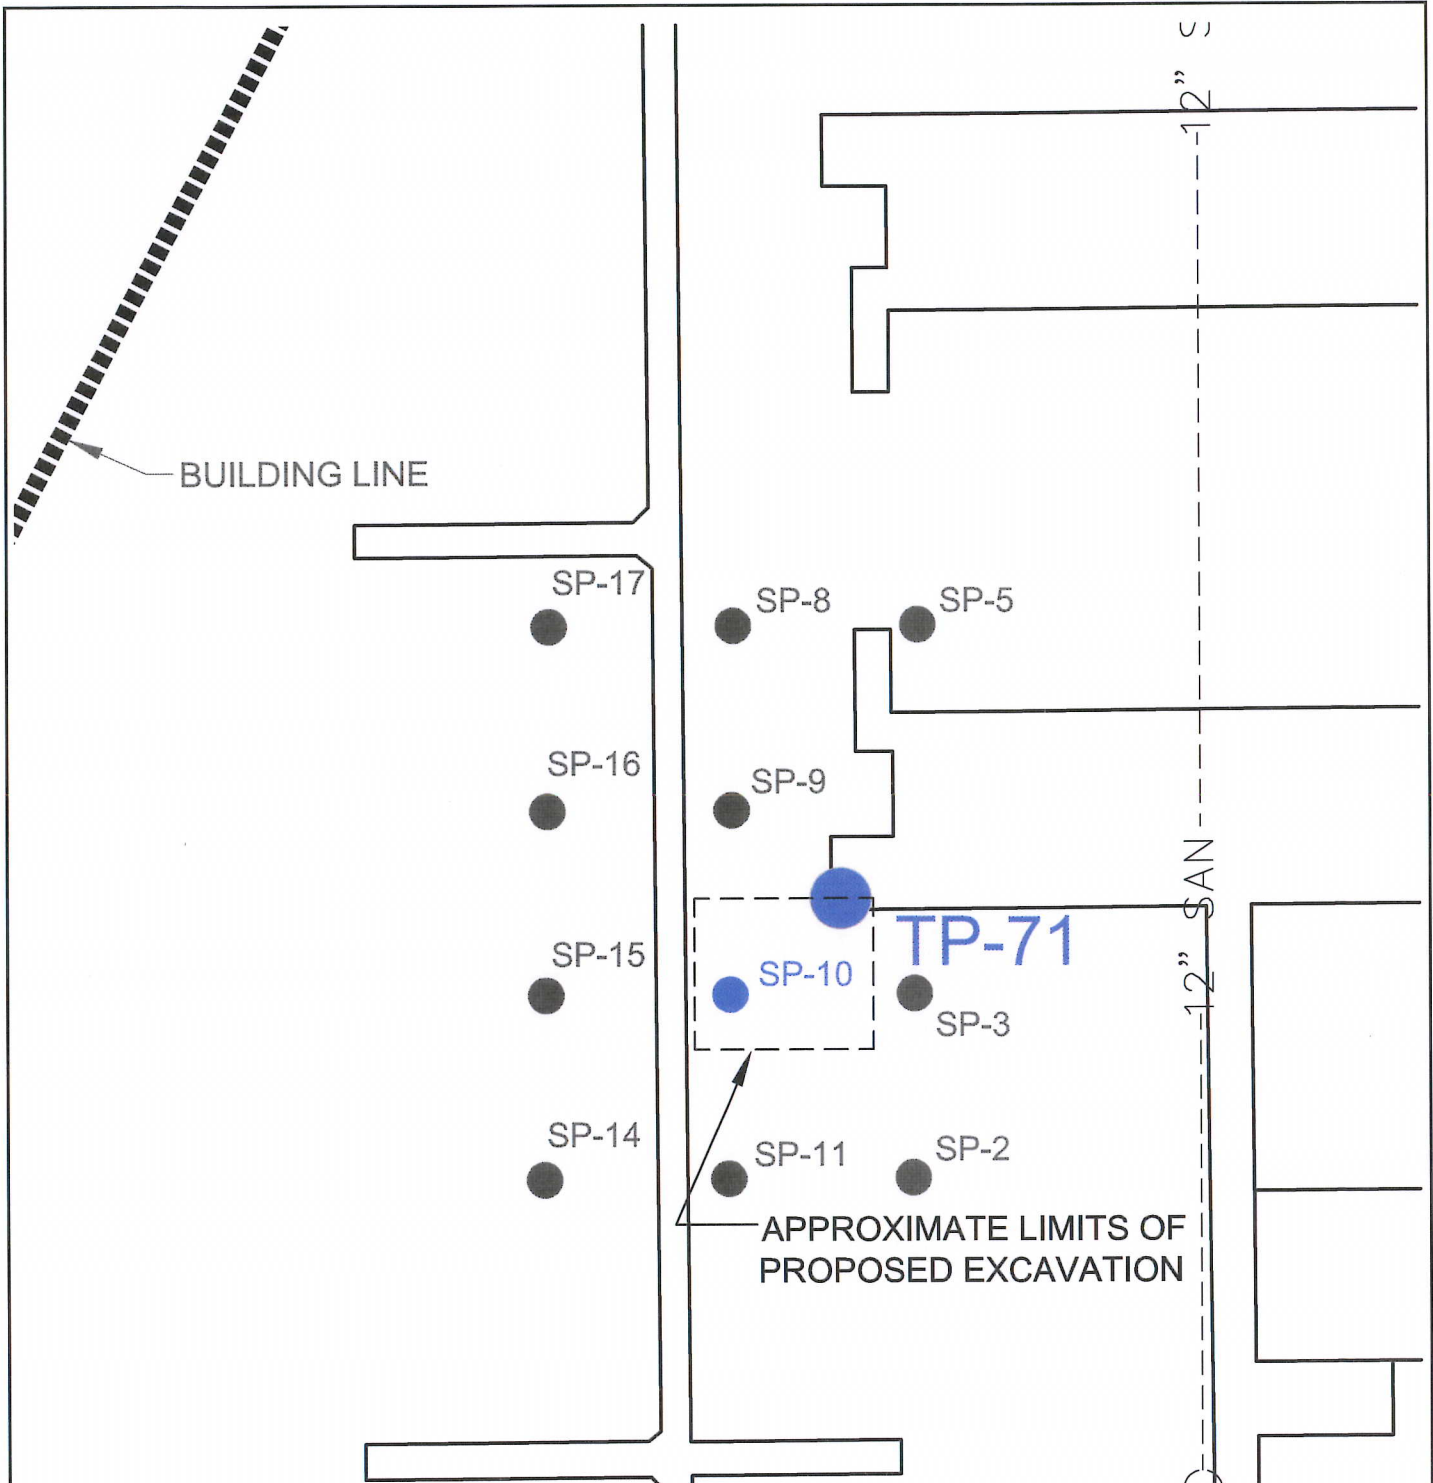 12" S
BUILDING LINE
SP-17
SP-8
SP-5
SP-16
SP-9
SAN
TP-71
SP-15
SP-10
12"
SP-3
SP-14
SP-11
SP-2
APPROXIMATE LIMITS OF
PROPOSED EXCAVATION